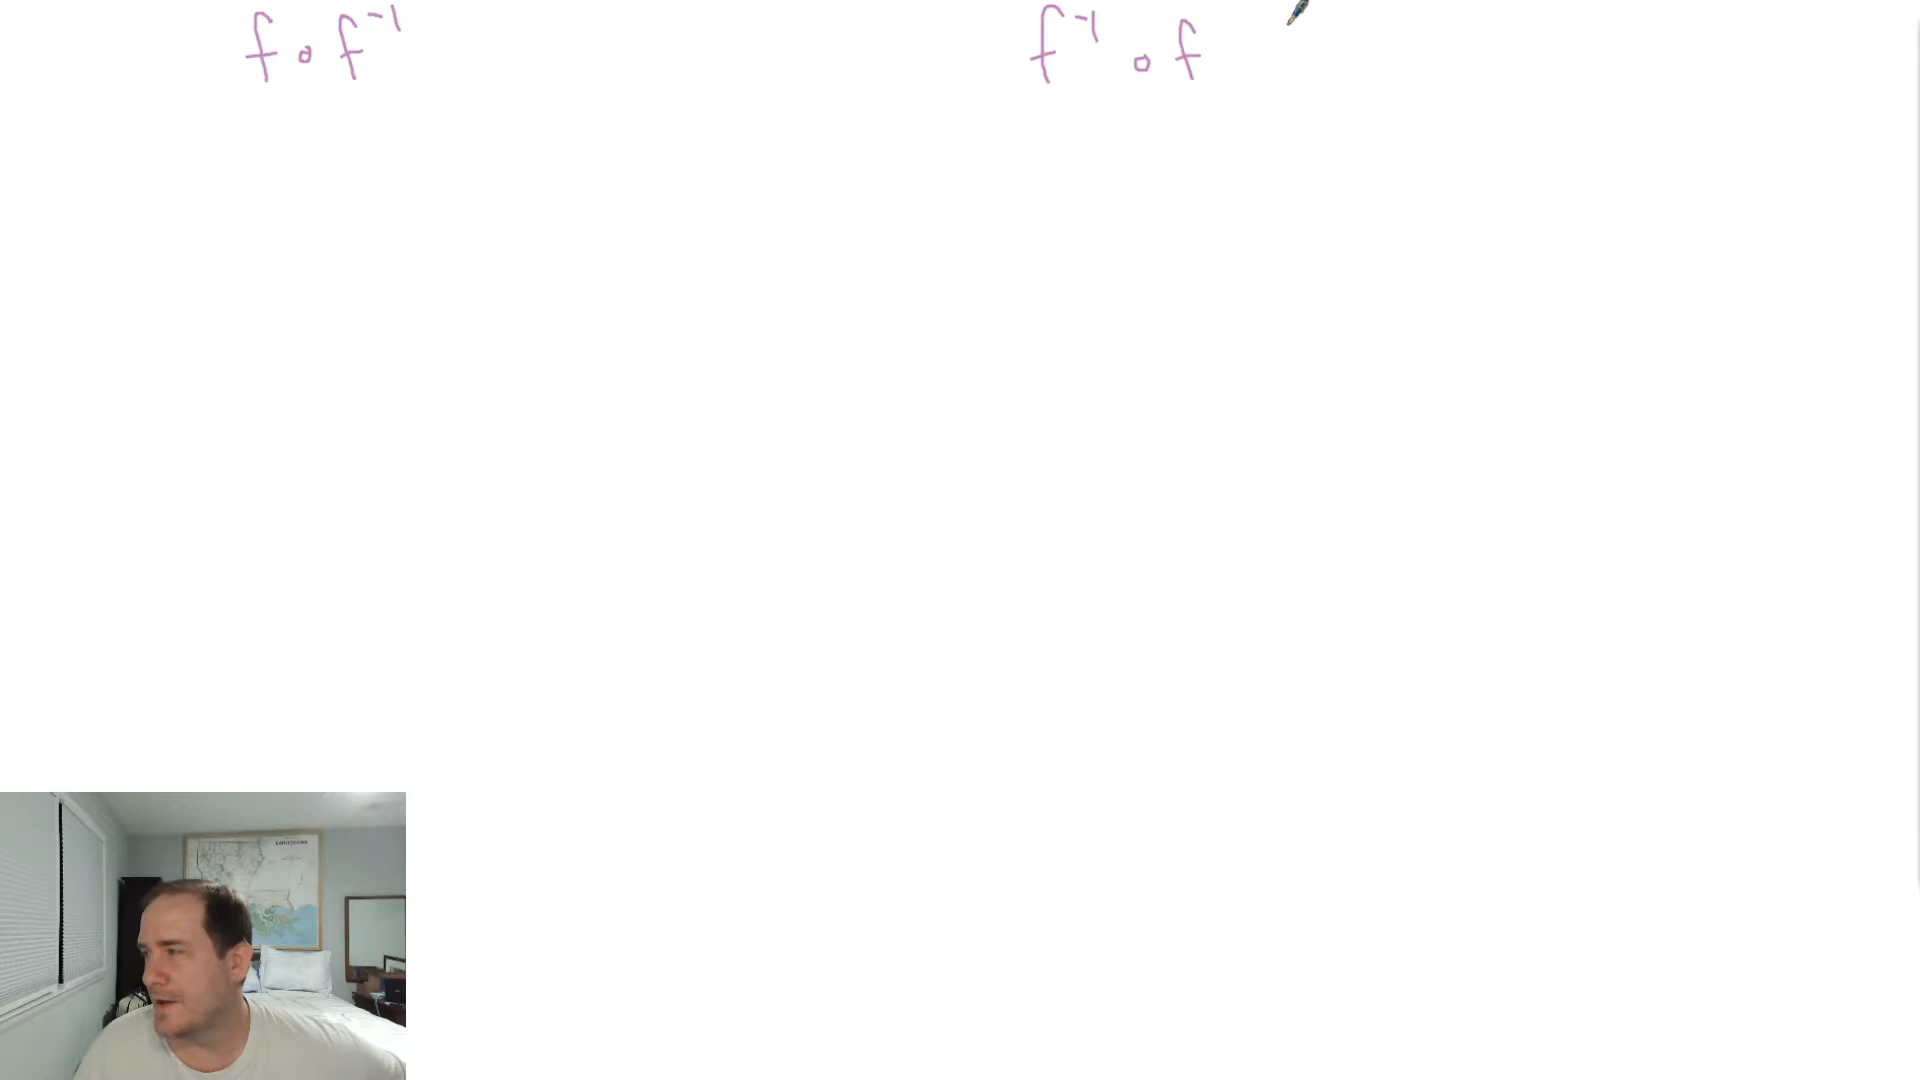 f ∘ f⁻¹ f⁻¹ ∘ f